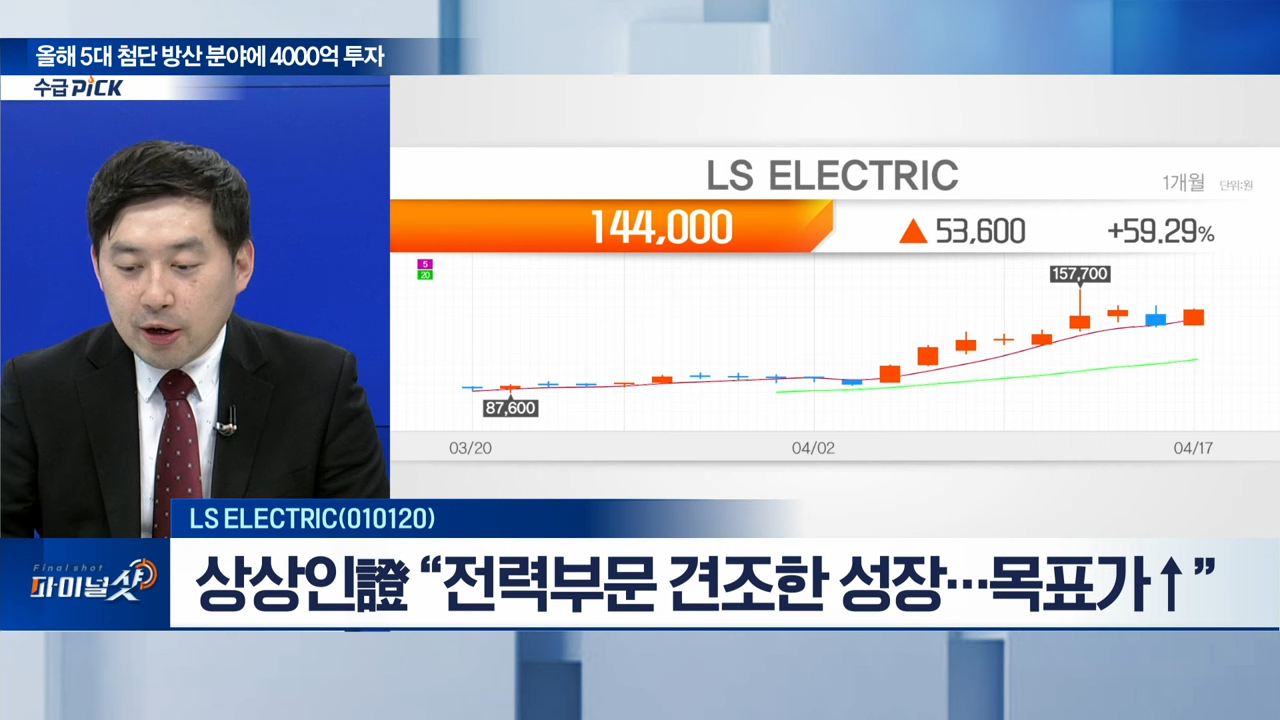 올해 5대 첨단 방산 분야에 4000억 투자
수급 PiCK
LS ELECTRIC
1개월 단위:원
144,000 ▲ 53,600 +59.29%
5
20
157,700
87,600
03/20 04/02 04/17
LS ELECTRIC(010120)
Final shot
파이널샷
상상인證 “전력부문 견조한 성장…목표가↑”